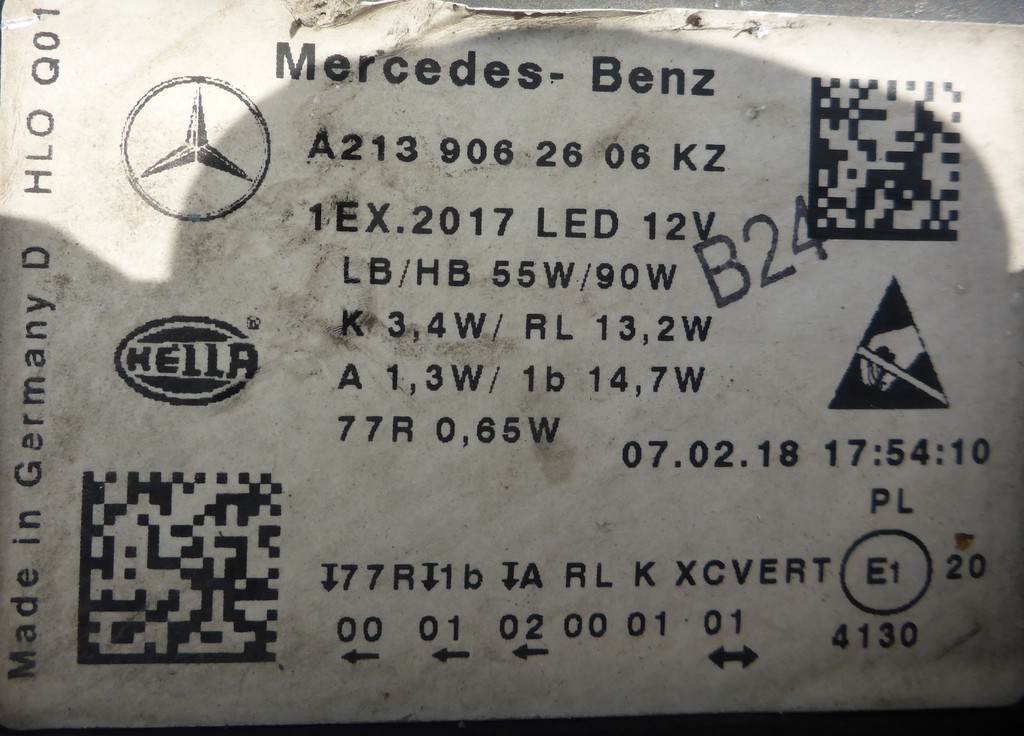 Mercedes- Benz
A213 906 26 06 KZ
1EX.2017 LED 12V
B24
LB/HB 55W/90W
K 3,4W/ RL 13,2W
A 1,3W/ 1b 14,7W
77R 0,65W
HELLA®
07.02.18 17:54:10
PL
↧77R↧1b ↧A RL K XCVERT E1 20
00 01 02 00 01 01 4130
← ← ← ↔
Made in Germany D HLO Q01